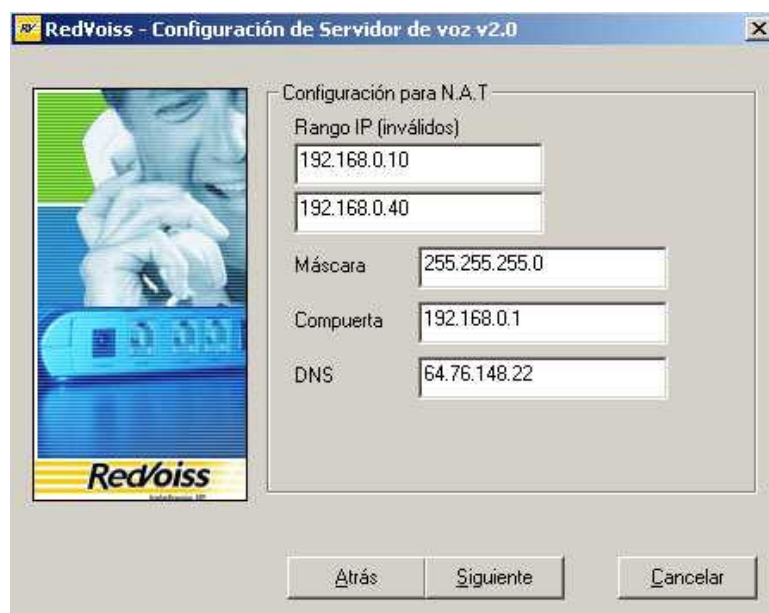 RV RedVoiss - Configuración de Servidor de voz v2.0
Configuración para N.A.T
Rango IP (inválidos)
192.168.0.10
192.168.0.40
Máscara 255.255.255.0
Compuerta 192.168.0.1
DNS 64.76.148.22
RedVoiss
Atrás Siguiente Cancelar